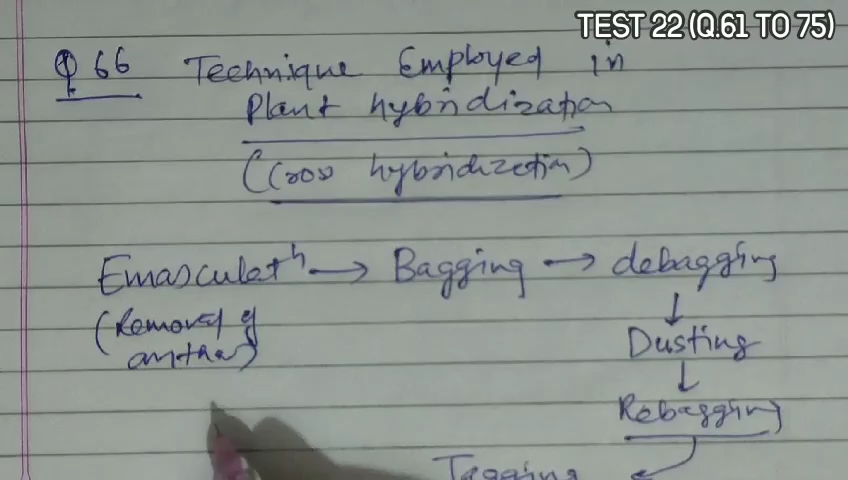 TEST 22 (Q.61 TO 75)
Q 66 Technique Employed in
Plant hybridization
(Cross hybridization)
Emasculatn → Bagging → debagging
(Removal of
anther)
↓
Dusting
↓
Rebagging
Tagging ←